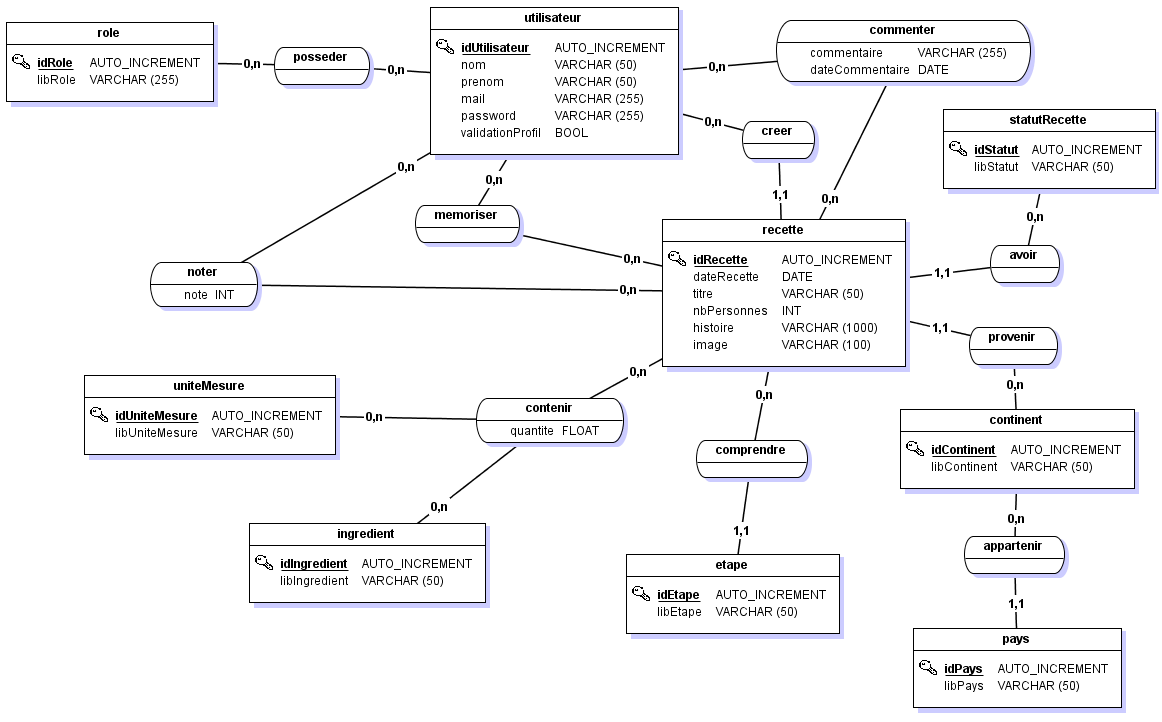 role
idRole AUTO_INCREMENT
libRole VARCHAR (255)
0,n
posseder
0,n
utilisateur
idUtilisateur AUTO_INCREMENT
nom VARCHAR (50)
prenom VARCHAR (50)
mail VARCHAR (255)
password VARCHAR (255)
validationProfil BOOL
0,n
commenter
commentaire VARCHAR (255)
dateCommentaire DATE
0,n
0,n
creer
1,1
statutRecette
idStatut AUTO_INCREMENT
libStatut VARCHAR (50)
0,n
avoir
1,1
0,n
memoriser
0,n
0,n
noter
note INT
0,n
recette
idRecette AUTO_INCREMENT
dateRecette DATE
titre VARCHAR (50)
nbPersonnes INT
histoire VARCHAR (1000)
image VARCHAR (100)
1,1
provenir
0,n
uniteMesure
idUniteMesure AUTO_INCREMENT
libUniteMesure VARCHAR (50)
0,n
0,n
contenir
quantite FLOAT
0,n
ingredient
idIngredient AUTO_INCREMENT
libIngredient VARCHAR (50)
0,n
comprendre
1,1
etape
idEtape AUTO_INCREMENT
libEtape VARCHAR (50)
continent
idContinent AUTO_INCREMENT
libContinent VARCHAR (50)
0,n
appartenir
1,1
pays
idPays AUTO_INCREMENT
libPays VARCHAR (50)